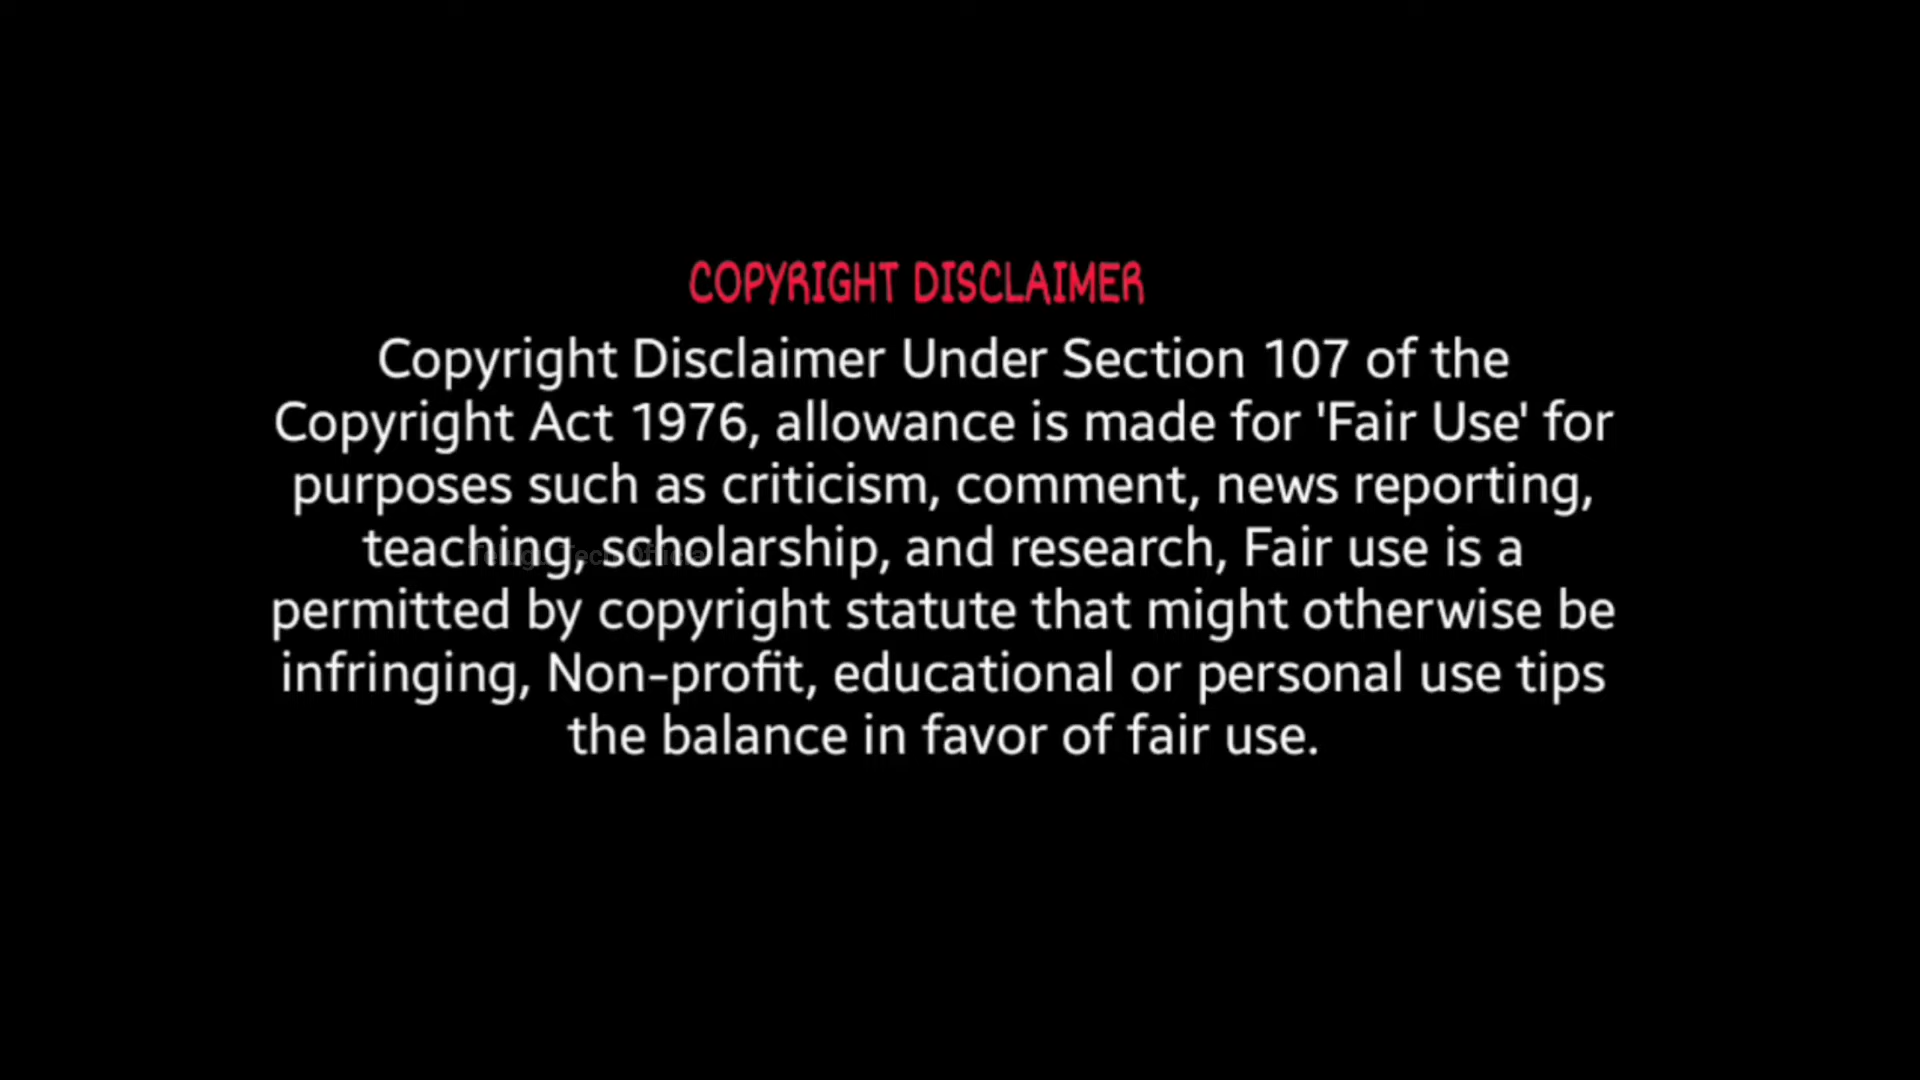 COPYRIGHT DISCLAIMER
Copyright Disclaimer Under Section 107 of the
Copyright Act 1976, allowance is made for 'Fair Use' for
purposes such as criticism, comment, news reporting,
teaching, scholarship, and research, Fair use is a
permitted by copyright statute that might otherwise be
infringing, Non-profit, educational or personal use tips
the balance in favor of fair use.